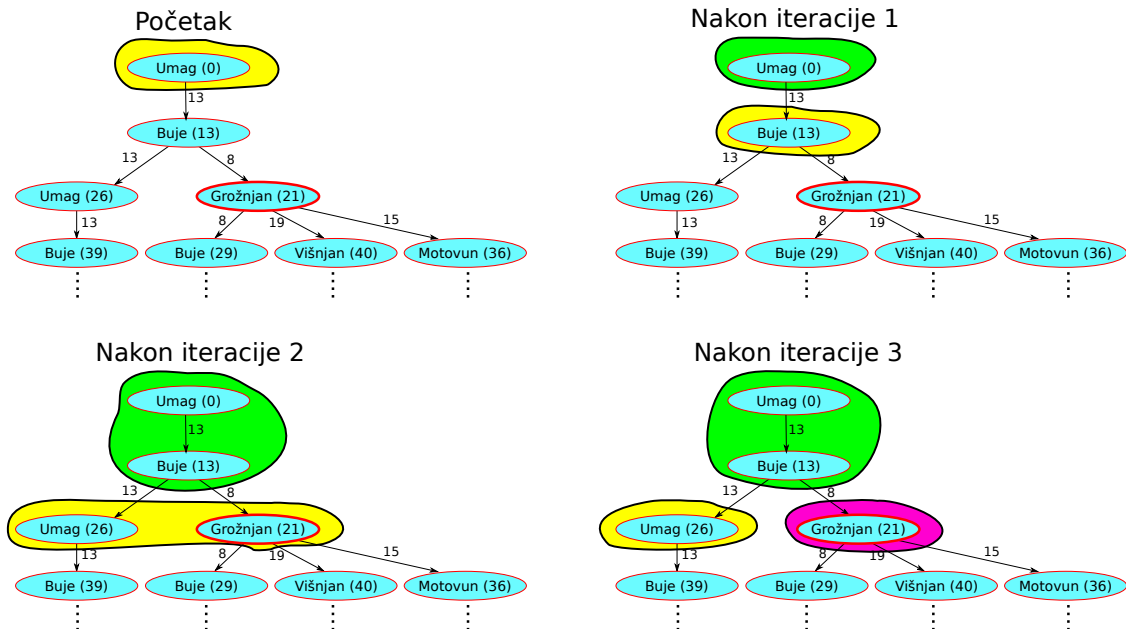 Početak
Umag (0)
13
Buje (13)
13 8
Umag (26) Grožnjan (21)
13 8 19 15
Buje (39) Buje (29) Višnjan (40) Motovun (36)
Nakon iteracije 1
Umag (0)
13
Buje (13)
13 8
Umag (26) Grožnjan (21)
13 8 19 15
Buje (39) Buje (29) Višnjan (40) Motovun (36)
Nakon iteracije 2
Umag (0)
13
Buje (13)
13 8
Umag (26) Grožnjan (21)
13 8 19 15
Buje (39) Buje (29) Višnjan (40) Motovun (36)
Nakon iteracije 3
Umag (0)
13
Buje (13)
13 8
Umag (26) Grožnjan (21)
13 8 19 15
Buje (39) Buje (29) Višnjan (40) Motovun (36)